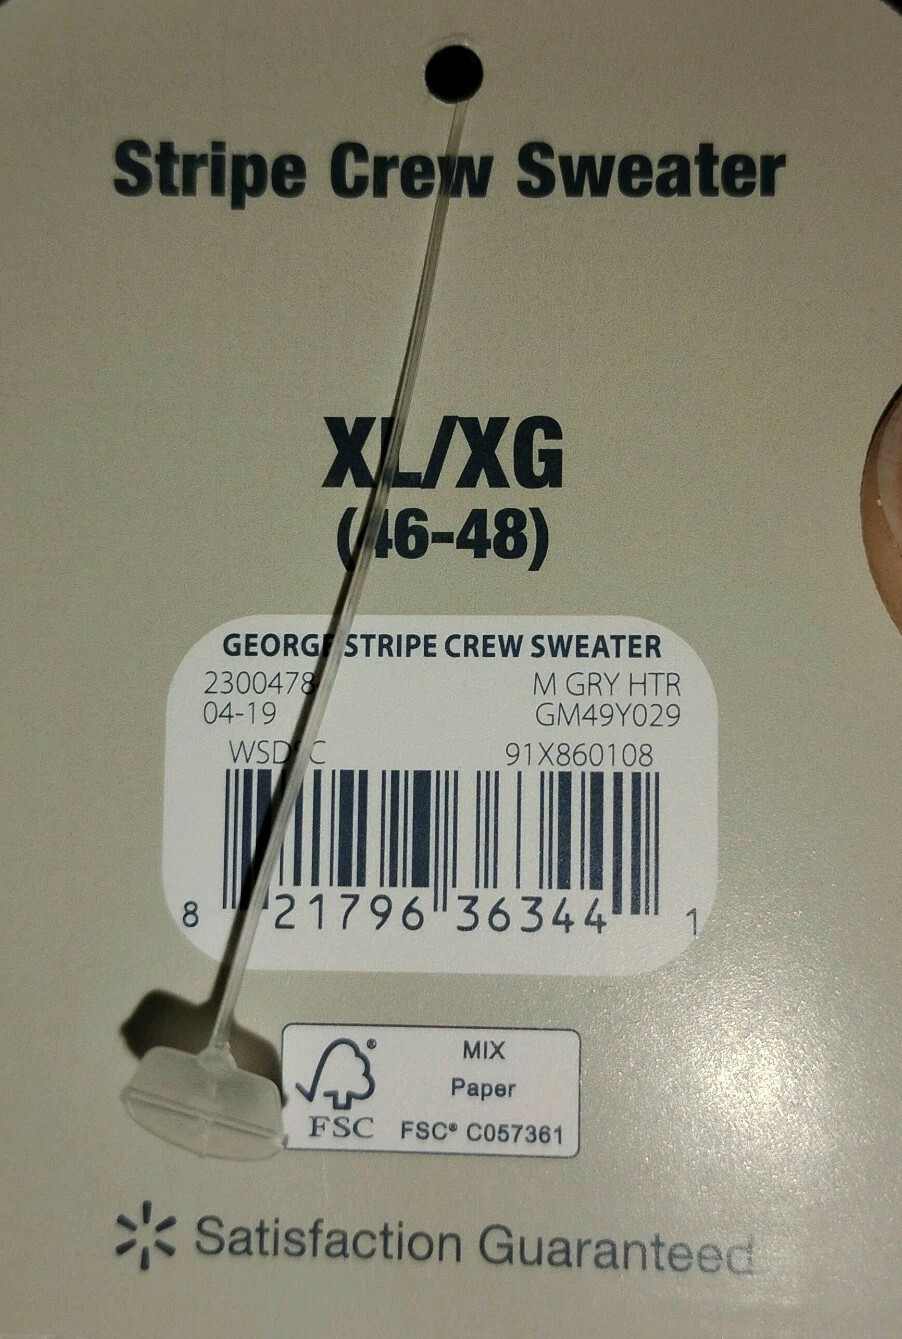 Stripe Crew Sweater
XL/XG
(46-48)
GEORGE STRIPE CREW SWEATER
2300478 M GRY HTR
04-19 GM49Y029
91X860108
8 21796 36344 1
MIX
Paper
FSC® C057361
® FSC
Satisfaction Guaranteed